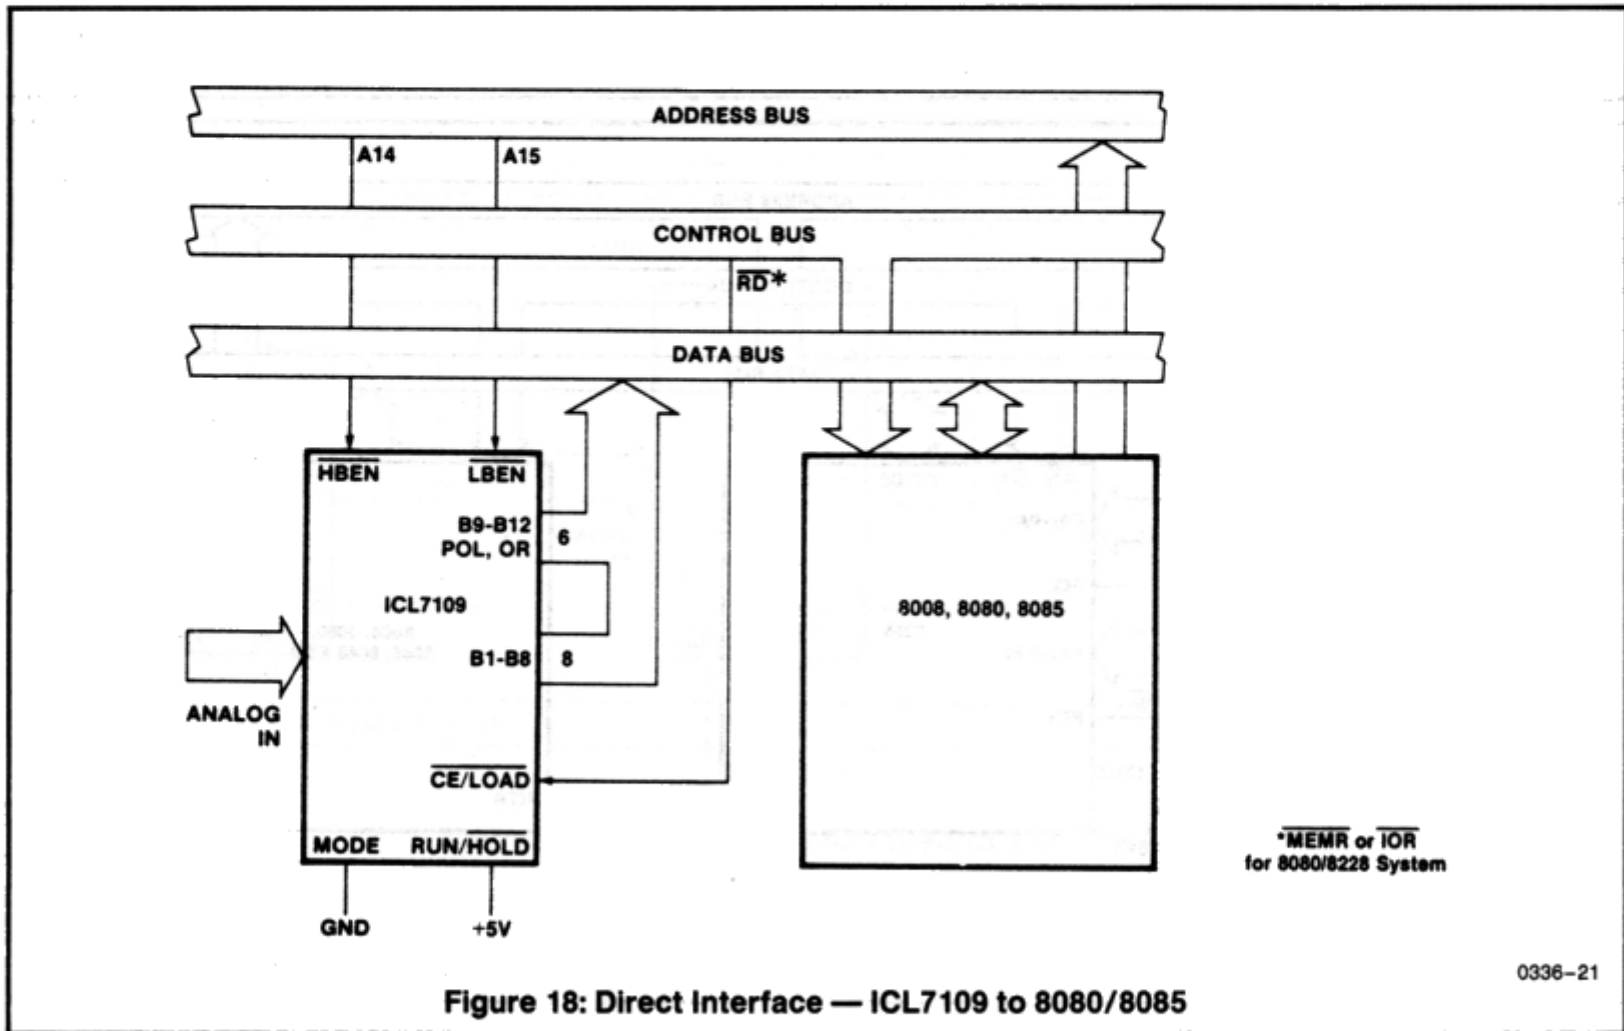 ADDRESS BUS
A14
A15
CONTROL BUS
RD*
DATA BUS
HBEN
LBEN
B9-B12
POL, OR
6
ICL7109
8008, 8080, 8085
B1-B8
8
ANALOG
IN
CE/LOAD
MODE
RUN/HOLD
*MEMR or IOR
for 8080/8228 System
GND
+5V
0336-21
Figure 18: Direct Interface — ICL7109 to 8080/8085